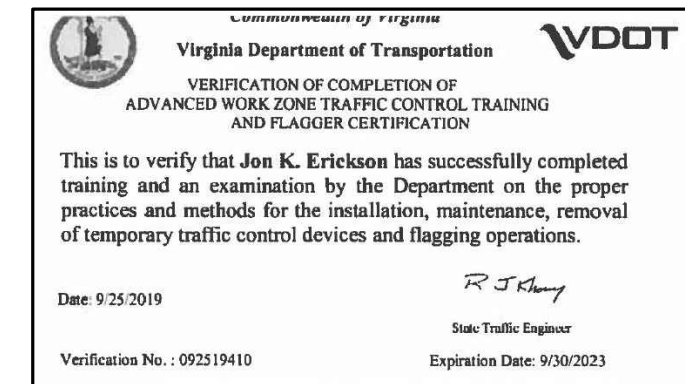 Commonwealth of Virginia
VDOT
Virginia Department of Transportation
VERIFICATION OF COMPLETION OF
ADVANCED WORK ZONE TRAFFIC CONTROL TRAINING
AND FLAGGER CERTIFICATION
This is to verify that Jon K. Erickson has successfully completed
training and an examination by the Department on the proper
practices and methods for the installation, maintenance, removal
of temporary traffic control devices and flagging operations.
R J
Date: 9/25/2019
State Traffic Engineer
Verification No. : 092519410
Expiration Date: 9/30/2023